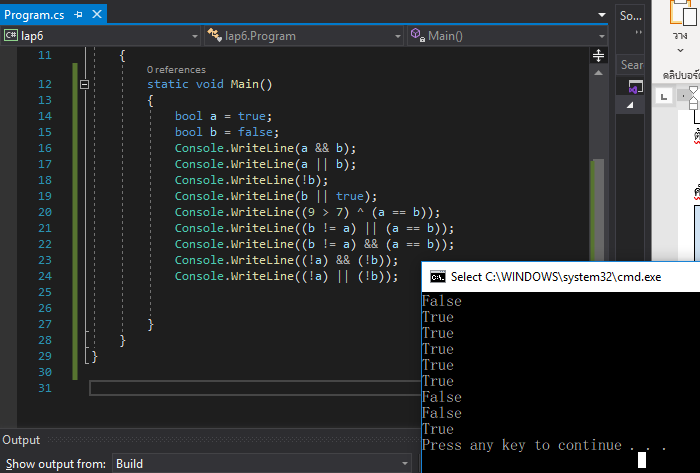 Program.cs
So...
วาง
lap6
lap6.Program
Main()
Sear
คลิปบอร์
11 {
0 references
12 static void Main()
13 {
14 bool a = true;
15 bool b = false;
16 Console.WriteLine(a && b);
17 Console.WriteLine(a || b);
18 Console.WriteLine(!b);
19 Console.WriteLine(b || true);
20 Console.WriteLine((9 > 7) ^ (a == b));
21 Console.WriteLine((b != a) || (a == b));
22 Console.WriteLine((b != a) && (a == b));
23 Console.WriteLine((!a) && (!b));
24 Console.WriteLine((!a) || (!b));
25
26
27 }
28 }
29 }
30
31
Select C:\WINDOWS\system32\cmd.exe
False
True
True
True
True
True
False
False
True
Press any key to continue . . .
Output
Show output from: Build